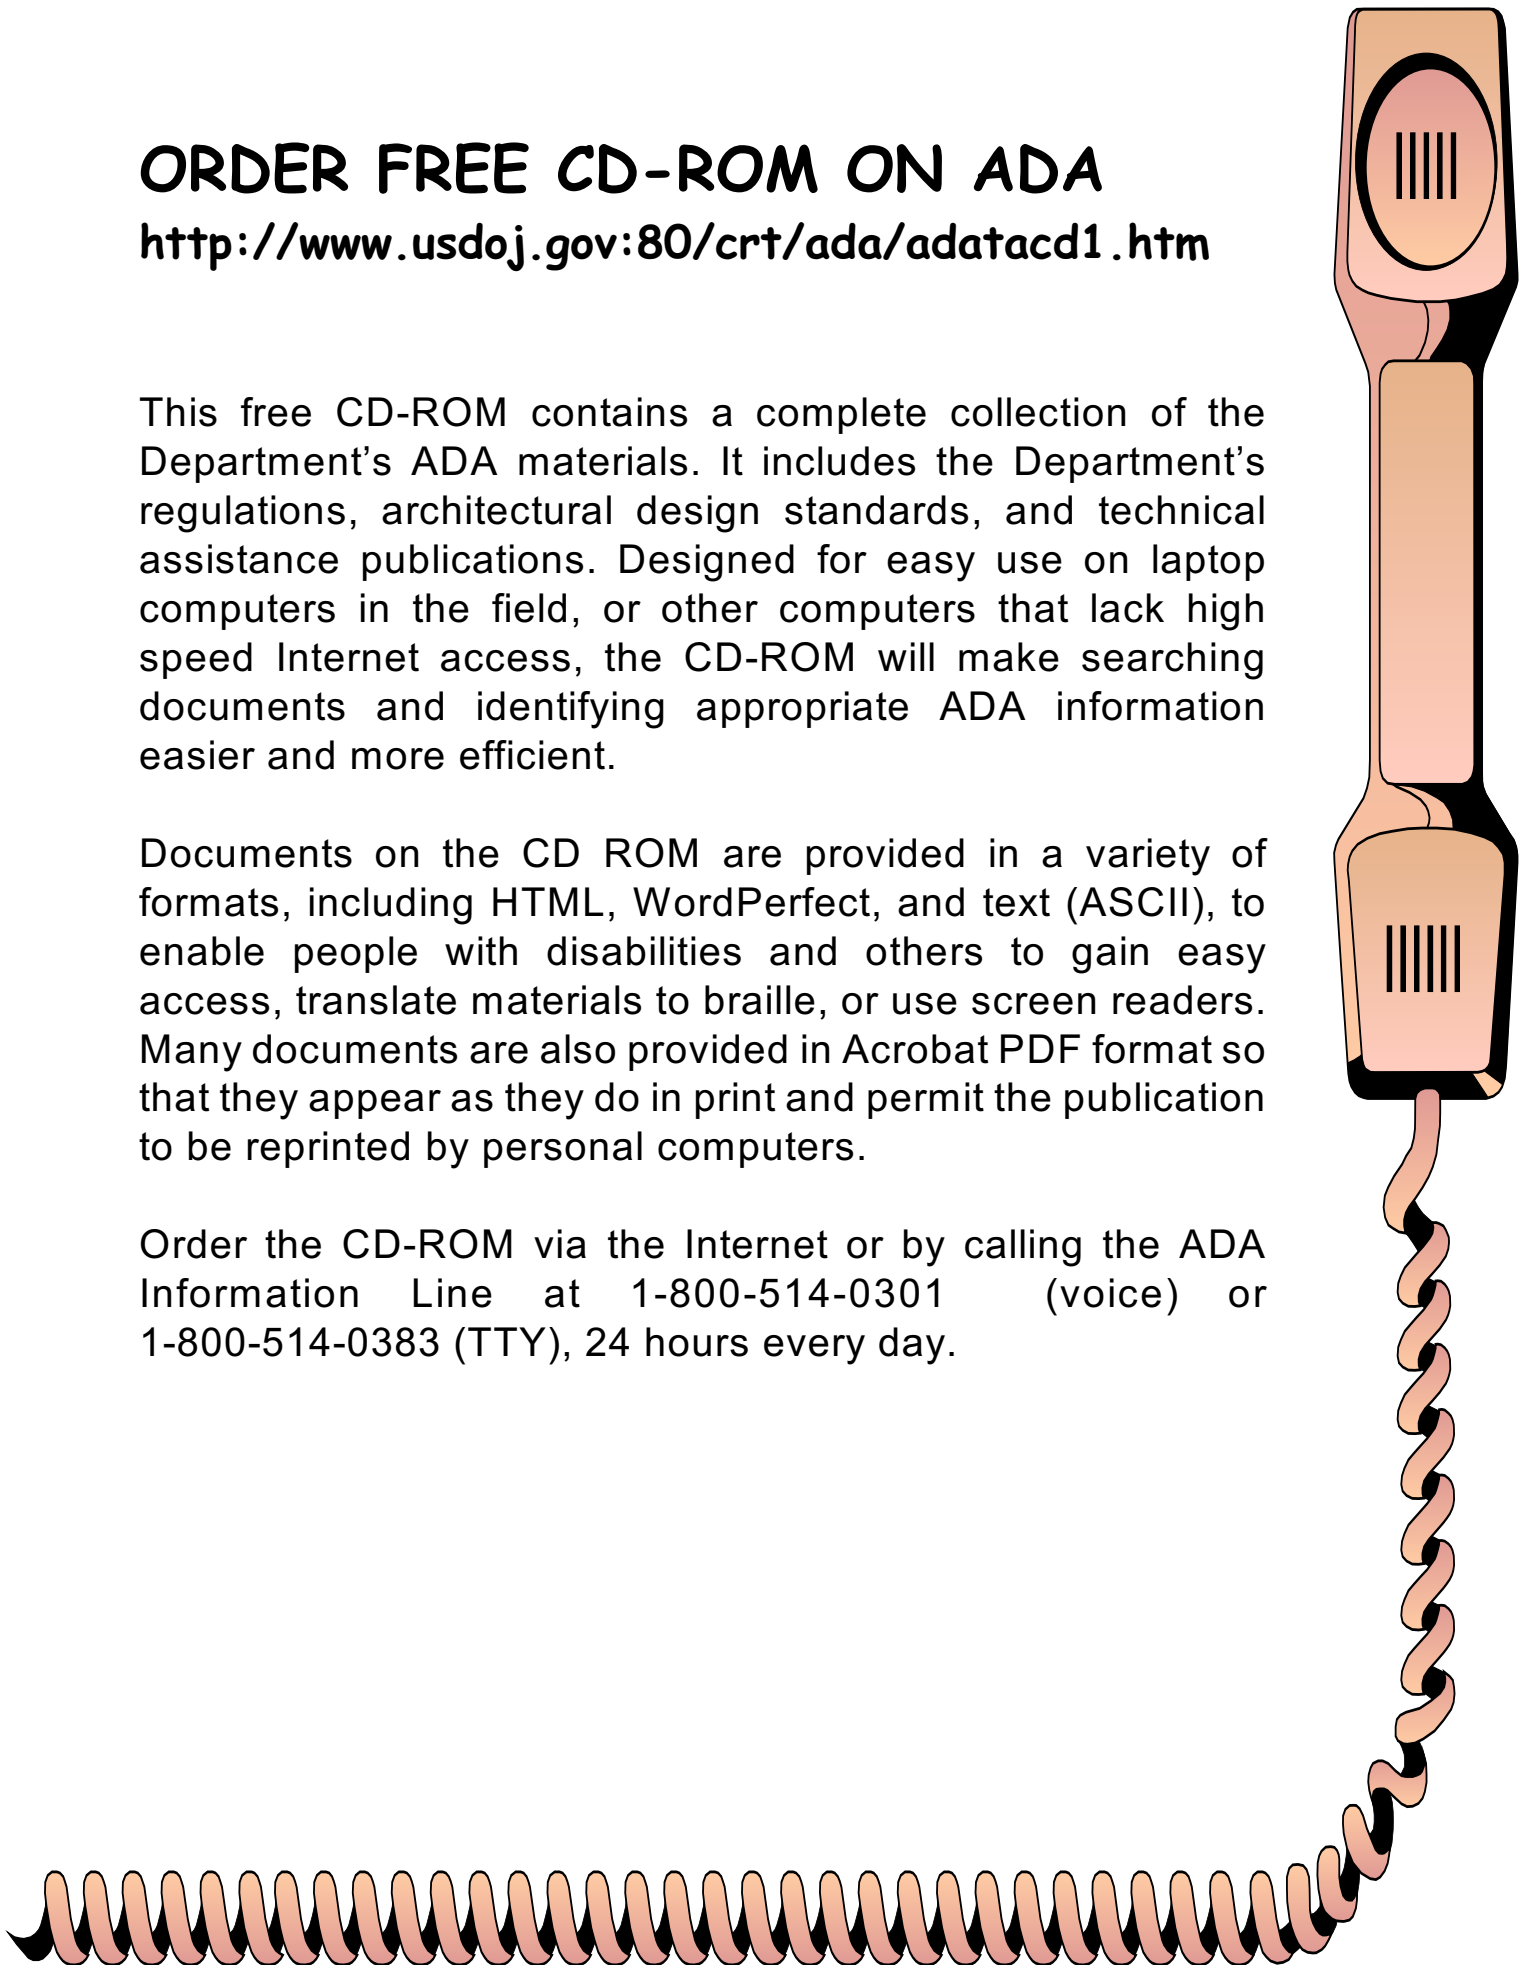 ORDER FREE CD-ROM ON ADA
http://www.usdoj.gov:80/crt/ada/adatacd1.htm
This free CD-ROM contains a complete collection of the
Department’s ADA materials. It includes the Department’s
regulations, architectural design standards, and technical
assistance publications. Designed for easy use on laptop
computers in the field, or other computers that lack high
speed Internet access, the CD-ROM will make searching
documents and identifying appropriate ADA information
easier and more efficient.
Documents on the CD ROM are provided in a variety of
formats, including HTML, WordPerfect, and text (ASCII), to
enable people with disabilities and others to gain easy
access, translate materials to braille, or use screen readers.
Many documents are also provided in Acrobat PDF format so
that they appear as they do in print and permit the publication
to be reprinted by personal computers.
Order the CD-ROM via the Internet or by calling the ADA
Information Line at 1-800-514-0301 (voice) or
1-800-514-0383 (TTY), 24 hours every day.